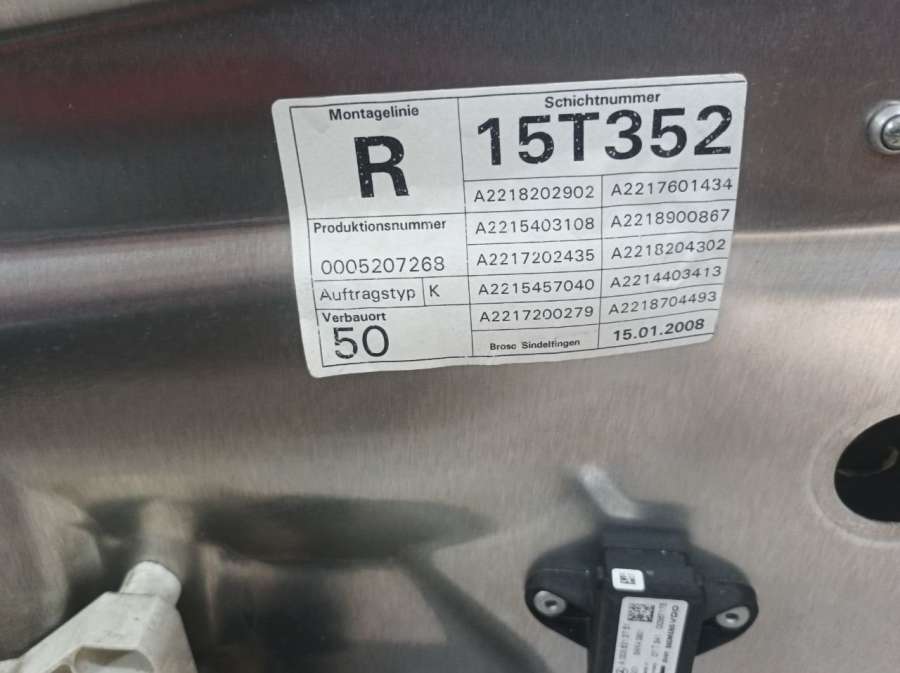 Montagelinie
R
Schichtnummer
15T352
A2218202902 A2217601434
Produktionsnummer
0005207268
A2215403108 A2218900867
A2217202435 A2218204302
Auftragstyp K
A2215457040 A2214403413
Verbauort
50
A2217200279 A2218704493
Brosc Sindelfingen 15.01.2008